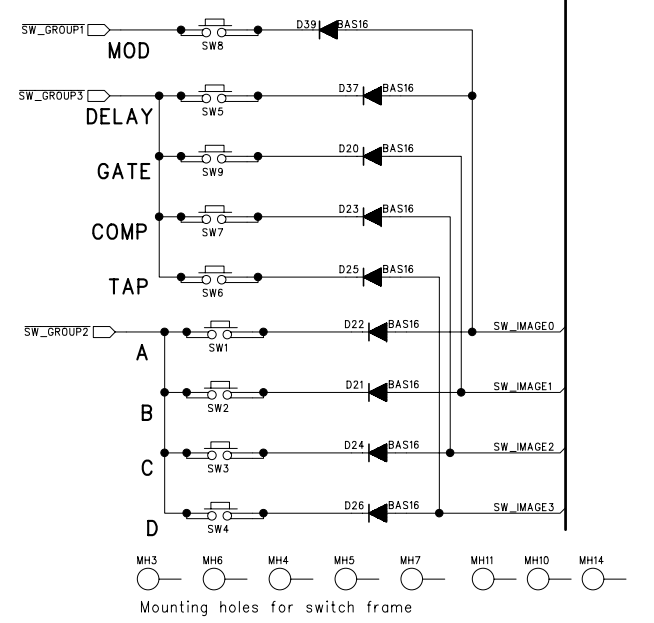 SW_GROUP1 D39 BAS16
MOD SW8
SW_GROUP3 D37 BAS16
DELAY SW5
D20 BAS16
GATE SW9
D23 BAS16
COMP SW7
D25 BAS16
TAP SW6
SW_GROUP2 D22 BAS16 SW_IMAGE0
A SW1
D21 BAS16 SW_IMAGE1
B SW2
D24 BAS16 SW_IMAGE2
C SW3
D26 BAS16 SW_IMAGE3
D SW4
MH3 MH6 MH4 MH5 MH7 MH11 MH10 MH14
Mounting holes for switch frame